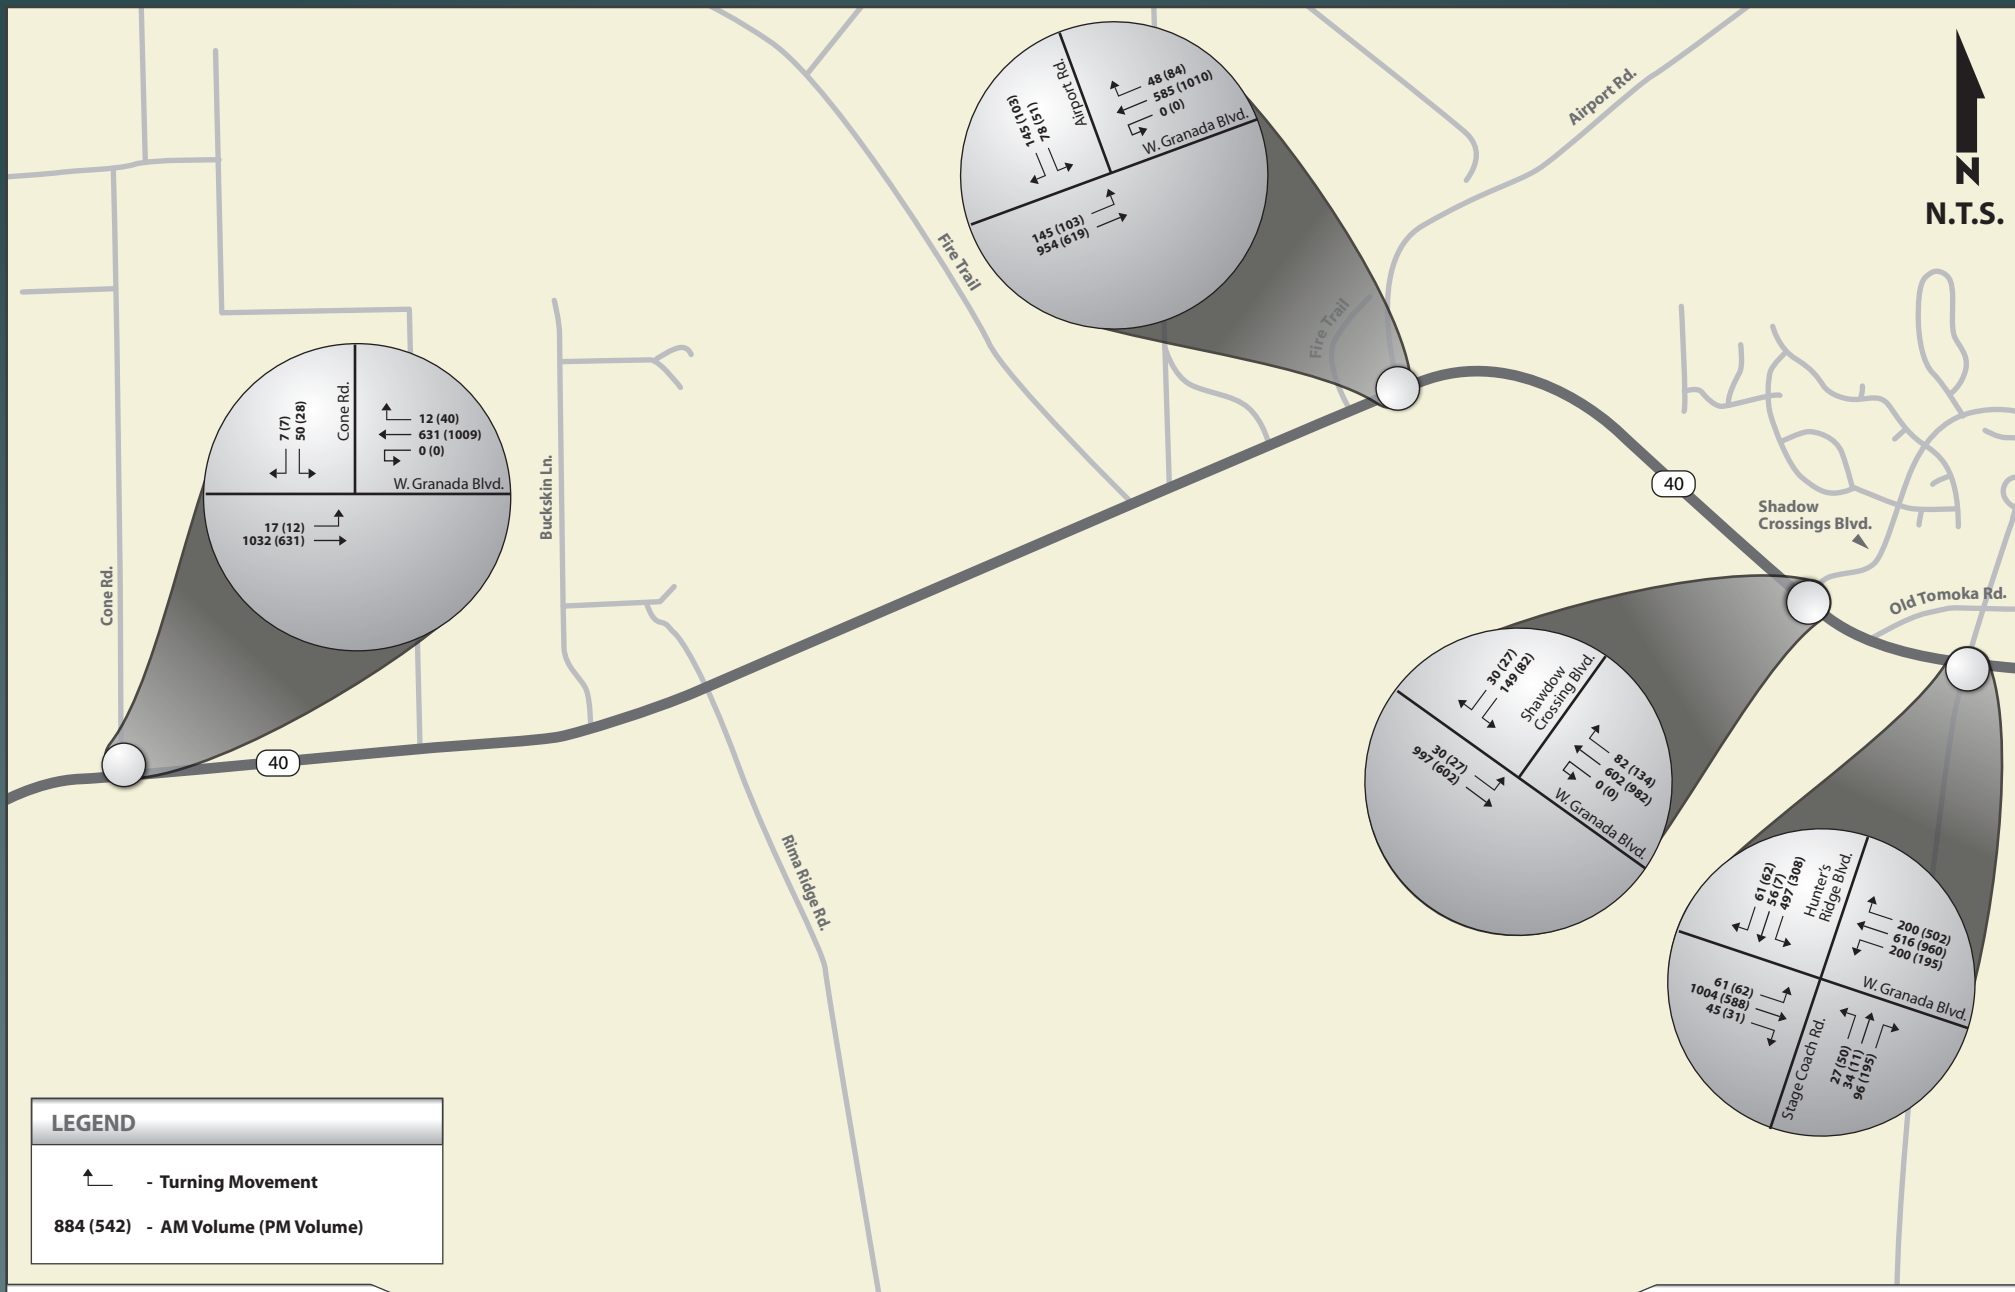 48 (84)
585 (1010)
0 (0)
Airport Rd.
145 (103)
78 (51)
W. Granada Blvd.
145 (103)
954 (619)
Airport Rd.
N
N.T.S.
Fire Trail
Fire Trail
7 (7)
50 (28)
Cone Rd.
12 (40)
631 (1009)
0 (0)
W. Granada Blvd.
17 (12)
1032 (631)
Cone Rd.
Buckskin Ln.
40
40
Shadow
Crossings Blvd.
Old Tomoka Rd.
30 (27)
149 (82)
Shawdow
Crossing Blvd.
30 (27)
997 (602)
82 (134)
602 (982)
0 (0)
W. Granada Blvd.
Rima Ridge Rd.
61 (62)
56 (7)
497 (308)
Hunter's
Ridge Blvd.
200 (502)
616 (960)
200 (195)
W. Granada Blvd.
61 (62)
1004 (588)
45 (31)
Stage Coach Rd.
27 (50)
34 (11)
96 (195)
LEGEND
- Turning Movement
884 (542) - AM Volume (PM Volume)